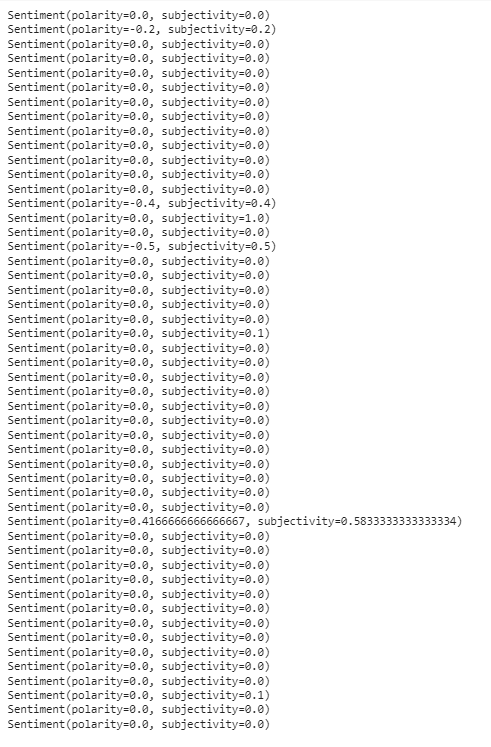 Sentiment(polarity=0.0, subjectivity=0.0)
Sentiment(polarity=-0.2, subjectivity=0.2)
Sentiment(polarity=0.0, subjectivity=0.0)
Sentiment(polarity=0.0, subjectivity=0.0)
Sentiment(polarity=0.0, subjectivity=0.0)
Sentiment(polarity=0.0, subjectivity=0.0)
Sentiment(polarity=0.0, subjectivity=0.0)
Sentiment(polarity=0.0, subjectivity=0.0)
Sentiment(polarity=0.0, subjectivity=0.0)
Sentiment(polarity=0.0, subjectivity=0.0)
Sentiment(polarity=0.0, subjectivity=0.0)
Sentiment(polarity=0.0, subjectivity=0.0)
Sentiment(polarity=0.0, subjectivity=0.0)
Sentiment(polarity=-0.4, subjectivity=0.4)
Sentiment(polarity=0.0, subjectivity=1.0)
Sentiment(polarity=0.0, subjectivity=0.0)
Sentiment(polarity=-0.5, subjectivity=0.5)
Sentiment(polarity=0.0, subjectivity=0.0)
Sentiment(polarity=0.0, subjectivity=0.0)
Sentiment(polarity=0.0, subjectivity=0.0)
Sentiment(polarity=0.0, subjectivity=0.0)
Sentiment(polarity=0.0, subjectivity=0.0)
Sentiment(polarity=0.0, subjectivity=0.1)
Sentiment(polarity=0.0, subjectivity=0.0)
Sentiment(polarity=0.0, subjectivity=0.0)
Sentiment(polarity=0.0, subjectivity=0.0)
Sentiment(polarity=0.0, subjectivity=0.0)
Sentiment(polarity=0.0, subjectivity=0.0)
Sentiment(polarity=0.0, subjectivity=0.0)
Sentiment(polarity=0.0, subjectivity=0.0)
Sentiment(polarity=0.0, subjectivity=0.0)
Sentiment(polarity=0.0, subjectivity=0.0)
Sentiment(polarity=0.0, subjectivity=0.0)
Sentiment(polarity=0.0, subjectivity=0.0)
Sentiment(polarity=0.0, subjectivity=0.0)
Sentiment(polarity=0.4166666666666667, subjectivity=0.5833333333333334)
Sentiment(polarity=0.0, subjectivity=0.0)
Sentiment(polarity=0.0, subjectivity=0.0)
Sentiment(polarity=0.0, subjectivity=0.0)
Sentiment(polarity=0.0, subjectivity=0.0)
Sentiment(polarity=0.0, subjectivity=0.0)
Sentiment(polarity=0.0, subjectivity=0.0)
Sentiment(polarity=0.0, subjectivity=0.0)
Sentiment(polarity=0.0, subjectivity=0.0)
Sentiment(polarity=0.0, subjectivity=0.0)
Sentiment(polarity=0.0, subjectivity=0.0)
Sentiment(polarity=0.0, subjectivity=0.0)
Sentiment(polarity=0.0, subjectivity=0.1)
Sentiment(polarity=0.0, subjectivity=0.0)
Sentiment(polarity=0.0, subjectivity=0.0)